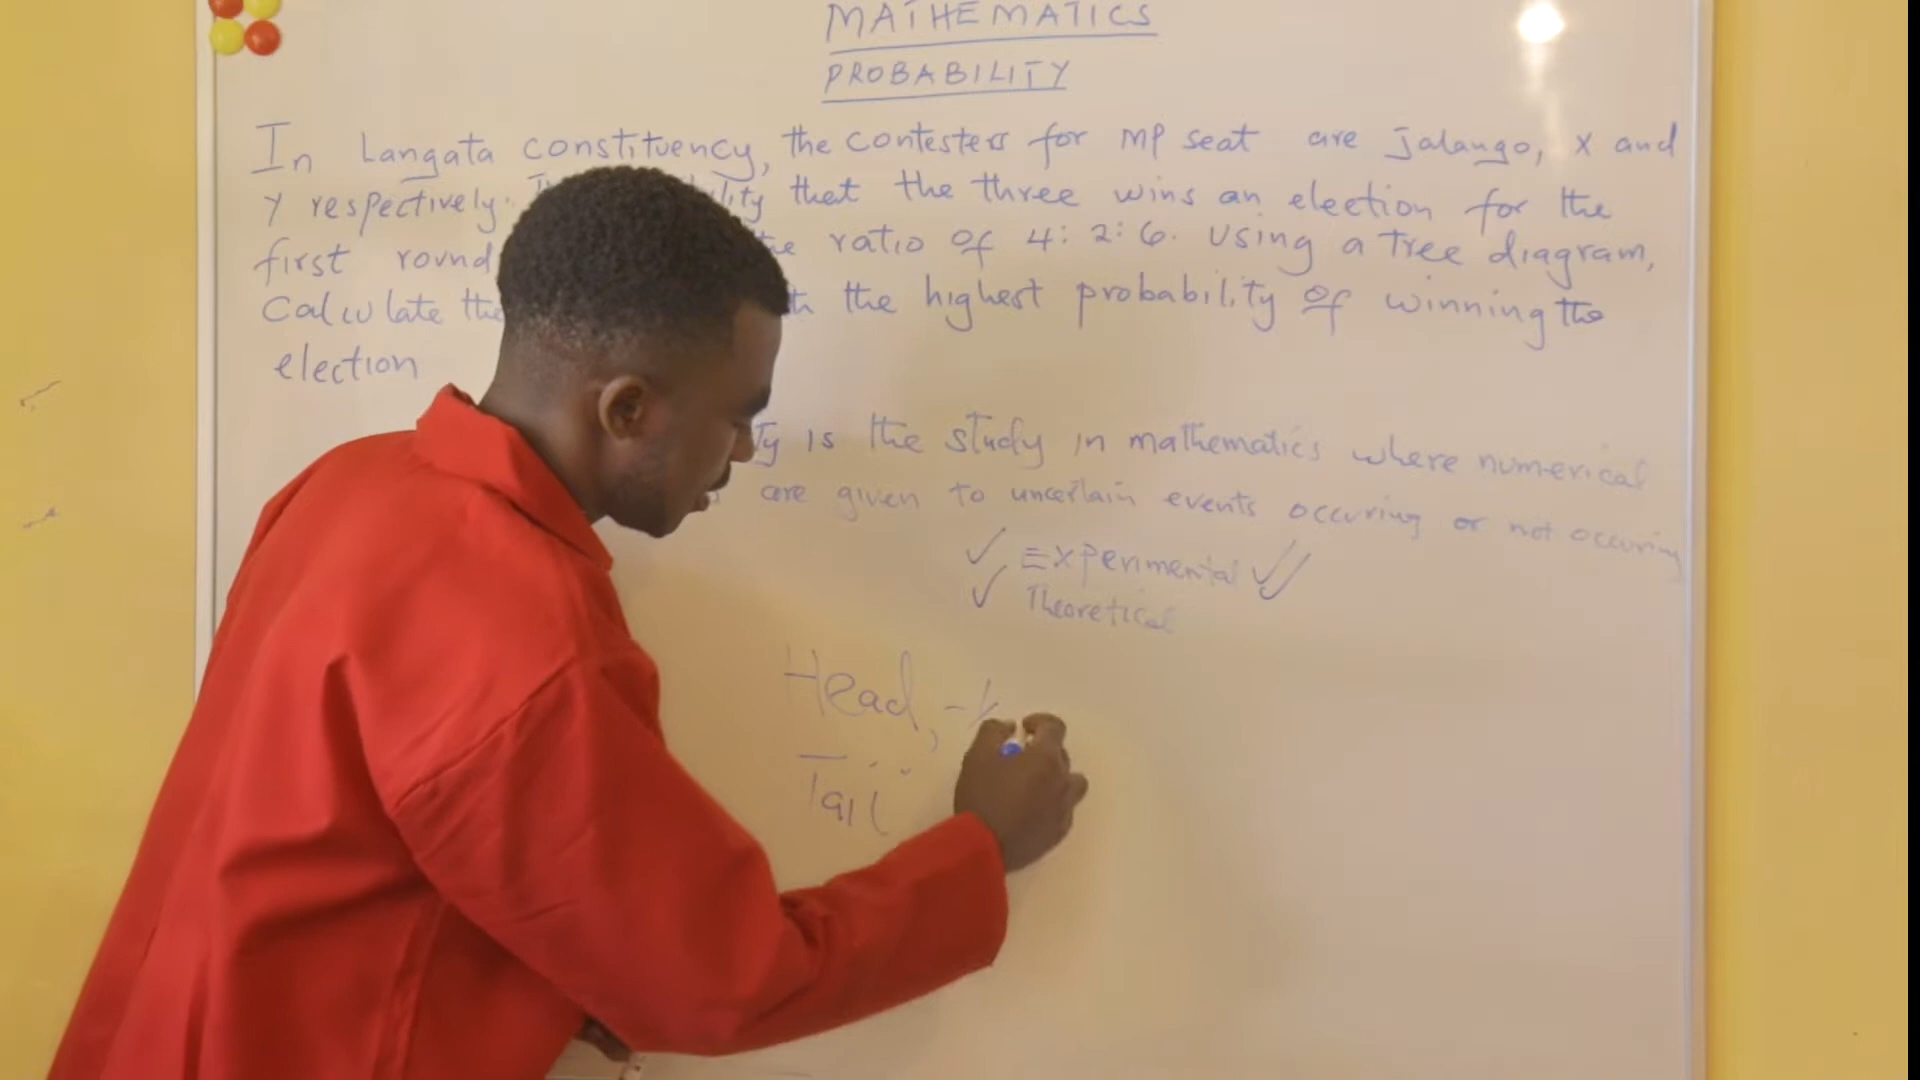 MATHEMATICS
PROBABILITY
In Langata constituency, the contesters for MP seat are Jalango, X and
Y respectively. that the three wins an election for the
first round ratio of 4:2:6. Using a Tree diagram,
Calculate the the highest probability of winning the
election
is the study in mathematics where numerical
are given to uncertain events occuring or not occuring
✓ Experimental ✓✓
✓ Theoretical
Head, -
Tail